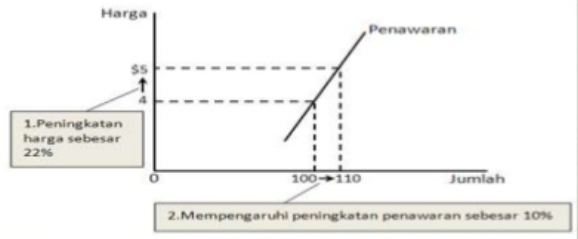 Harga
Penawaran
$5
4
1.Peningkatan
harga sebesar
22%
0
100
110
Jumlah
2.Mempengaruhi peningkatan penawaran sebesar 10%